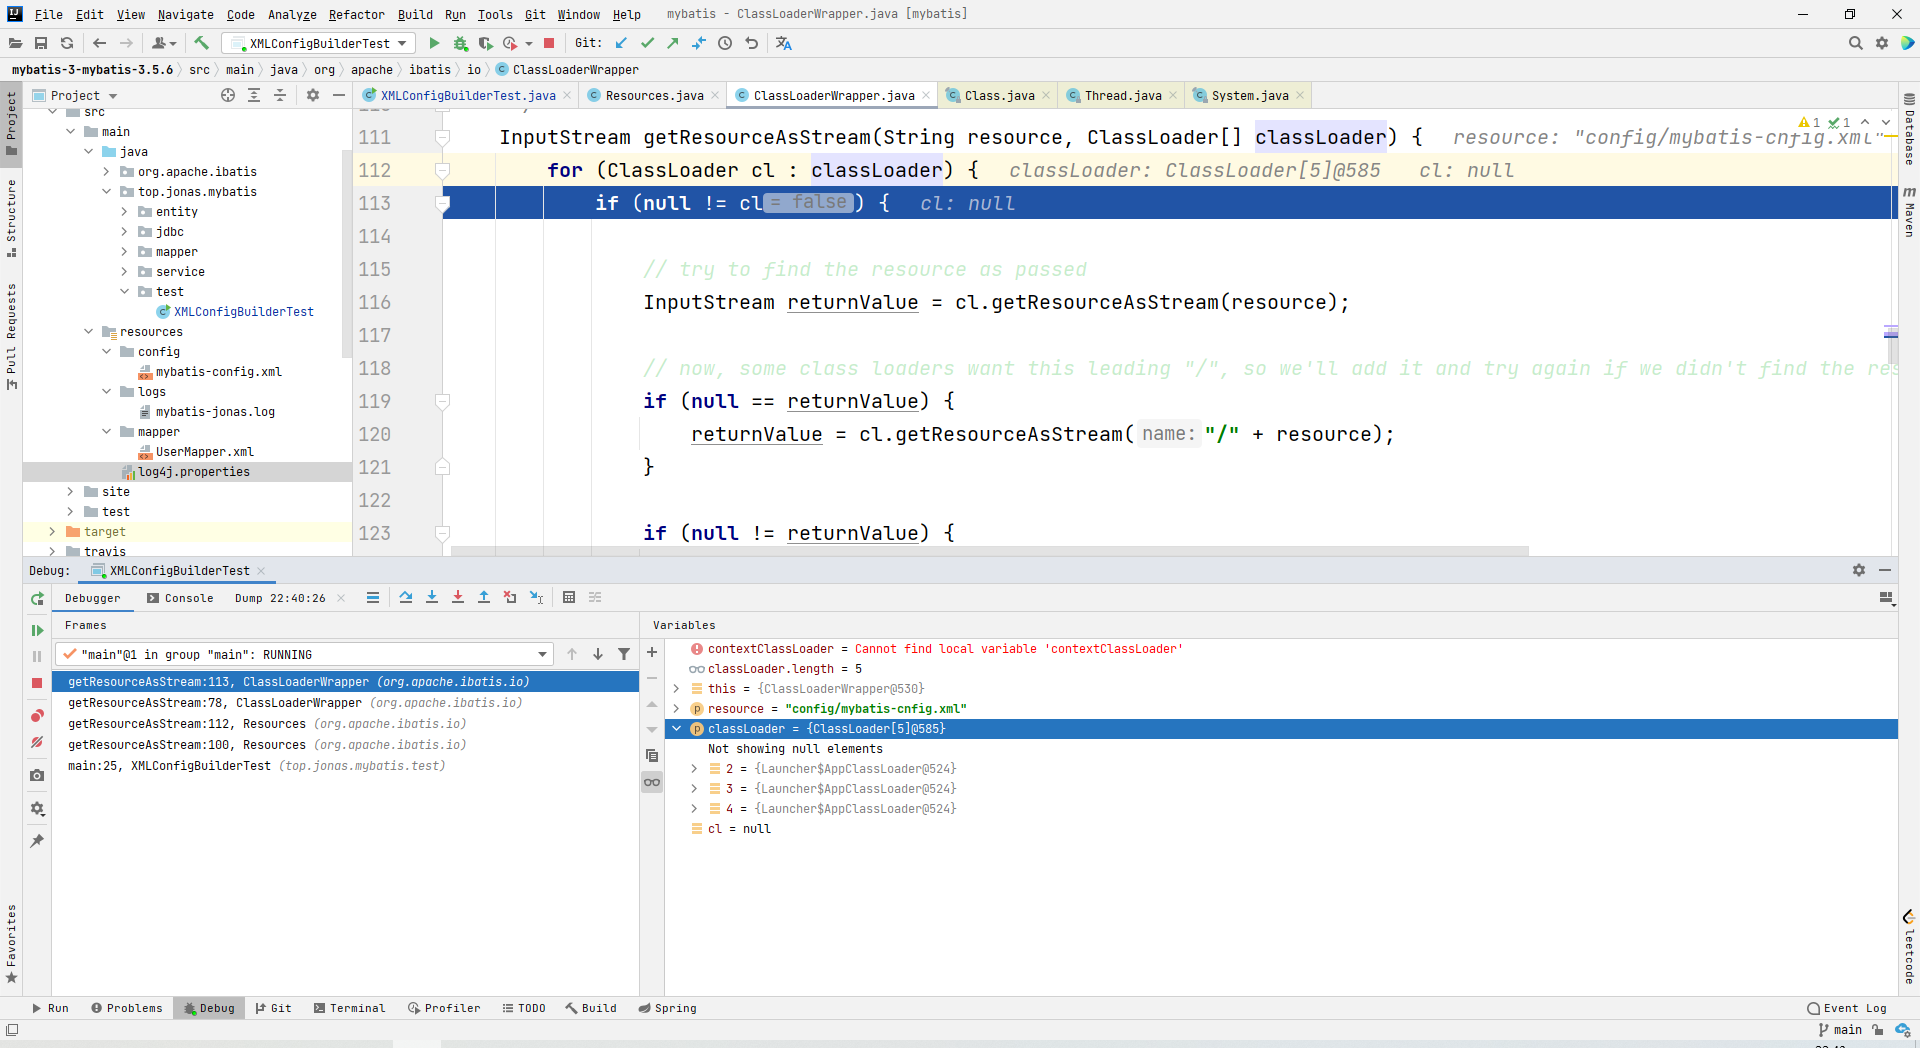 File Edit View Navigate Code Analyze Refactor Build Run Tools Git Window Help mybatis - ClassLoaderWrapper.java [mybatis]
XMLConfigBuilderTest Git:
mybatis-3-mybatis-3.5.6 src main java org apache ibatis io ClassLoaderWrapper
Project
XMLConfigBuilderTest.java Resources.java ClassLoaderWrapper.java Class.java Thread.java System.java
Project
Structure
Pull Requests
Favorites
src
main
java
org.apache.ibatis
top.jonas.mybatis
entity
jdbc
mapper
service
test
XMLConfigBuilderTest
resources
config
mybatis-config.xml
logs
mybatis-jonas.log
mapper
UserMapper.xml
log4j.properties
site
test
target
travis
1 1
111 InputStream getResourceAsStream(String resource, ClassLoader[] classLoader) { resource: "config/mybatis-cnfig.xml"
112 for (ClassLoader cl : classLoader) { classLoader: ClassLoader[5]@585 cl: null
113 if (null != cl = false ) { cl: null
114
115 // try to find the resource as passed
116 InputStream returnValue = cl.getResourceAsStream(resource);
117
118 // now, some class loaders want this leading "/", so we'll add it and try again if we didn't find the res
119 if (null == returnValue) {
120 returnValue = cl.getResourceAsStream( name: "/" + resource);
121 }
122
123 if (null != returnValue) {
Database
Maven
leetcode
Debug: XMLConfigBuilderTest
Debugger Console Dump 22:40:26
Frames
"main"@1 in group "main": RUNNING
getResourceAsStream:113, ClassLoaderWrapper (org.apache.ibatis.io)
getResourceAsStream:78, ClassLoaderWrapper (org.apache.ibatis.io)
getResourceAsStream:112, Resources (org.apache.ibatis.io)
getResourceAsStream:100, Resources (org.apache.ibatis.io)
main:25, XMLConfigBuilderTest (top.jonas.mybatis.test)
Variables
contextClassLoader = Cannot find local variable 'contextClassLoader'
classLoader.length = 5
this = {ClassLoaderWrapper@530}
resource = "config/mybatis-cnfig.xml"
classLoader = {ClassLoader[5]@585}
Not showing null elements
2 = {Launcher$AppClassLoader@524}
3 = {Launcher$AppClassLoader@524}
4 = {Launcher$AppClassLoader@524}
cl = null
Run Problems Debug Git Terminal Profiler TODO Build Spring Event Log
main